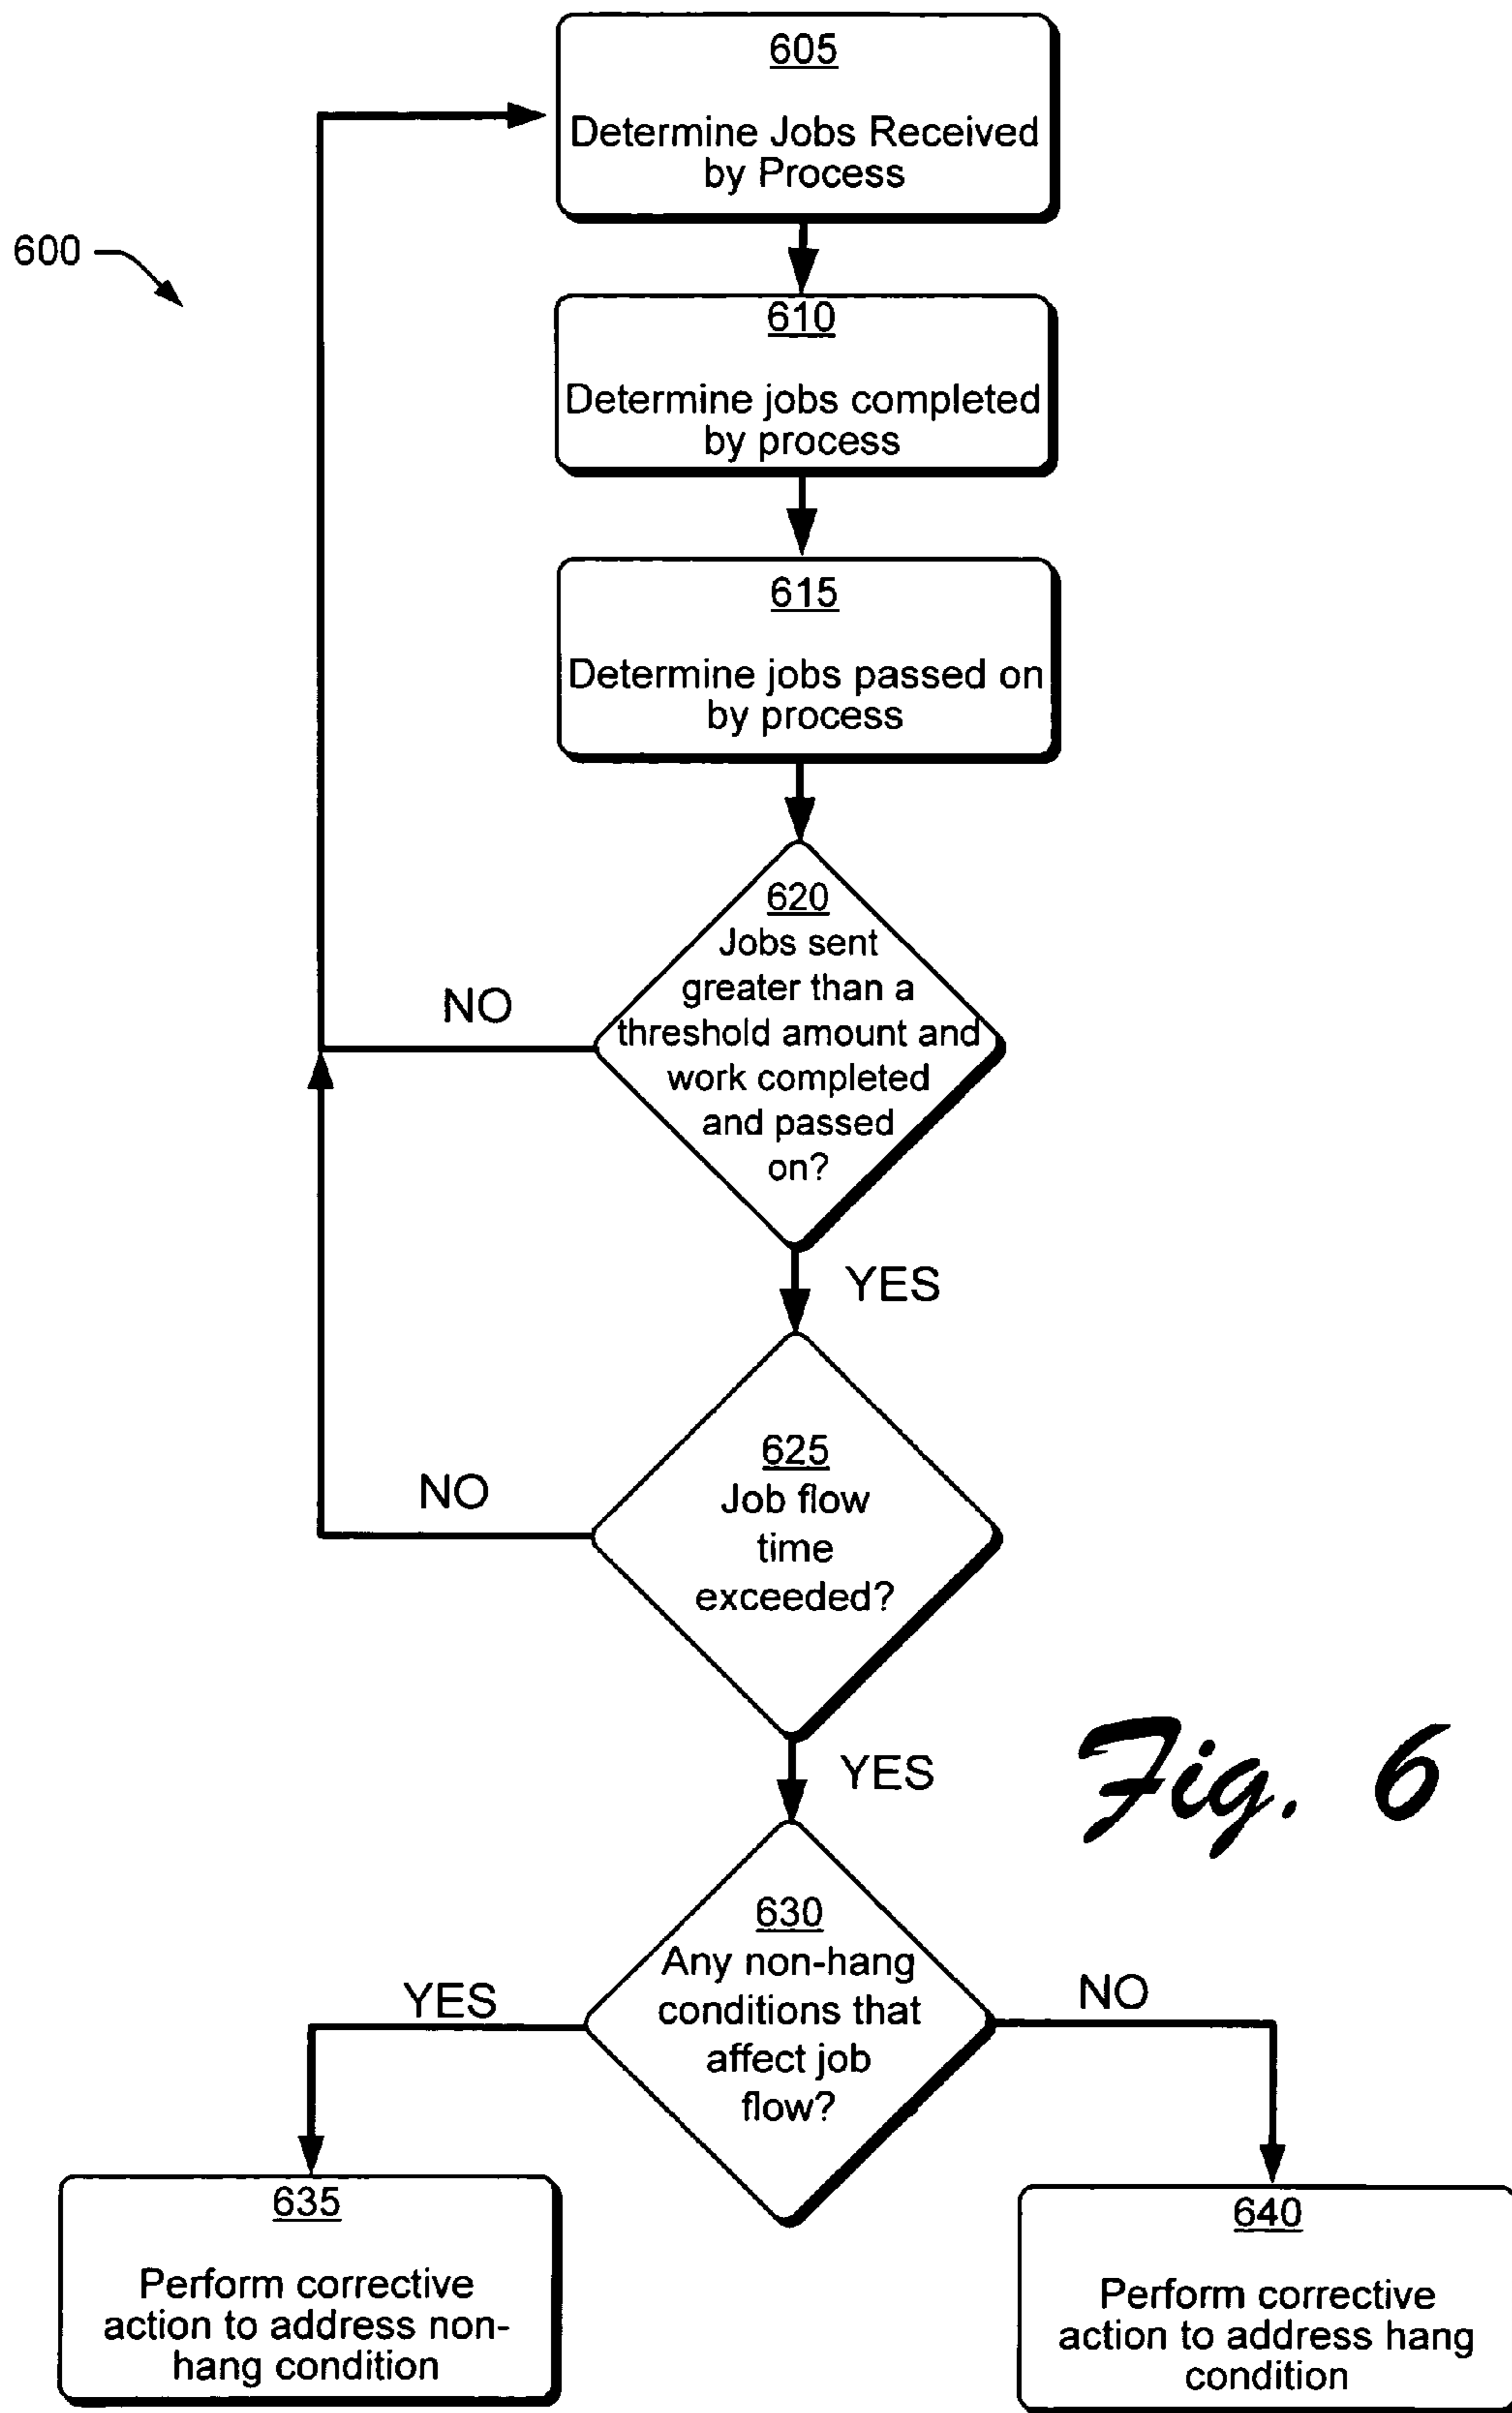 605
Determine Jobs Received
by Process
600
610
Determine jobs completed
by process
615
Determine jobs passed on
by process
620
Jobs sent
greater than a
threshold amount and
work completed
and passed
on?
NO
YES
625
Job flow
time
exceeded?
NO
YES
Fig. 6
630
Any non-hang
conditions that
affect job
flow?
YES
NO
635
Perform corrective
action to address non-
hang condition
640
Perform corrective
action to address hang
condition